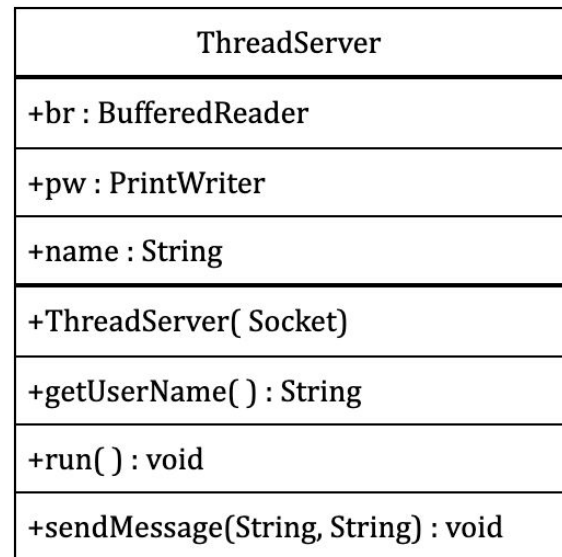 ThreadServer
+br : BufferedReader
+pw : PrintWriter
+name : String
+ThreadServer( Socket)
+getUserName( ) : String
+run( ) : void
+sendMessage(String, String) : void